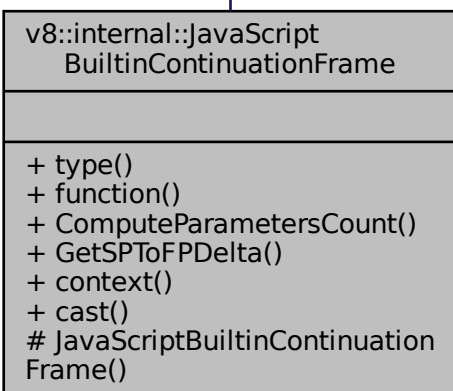 v8::internal::JavaScript
BuiltinContinuationFrame
+ type()
+ function()
+ ComputeParametersCount()
+ GetSPToFPDelta()
+ context()
+ cast()
# JavaScriptBuiltinContinuation
Frame()